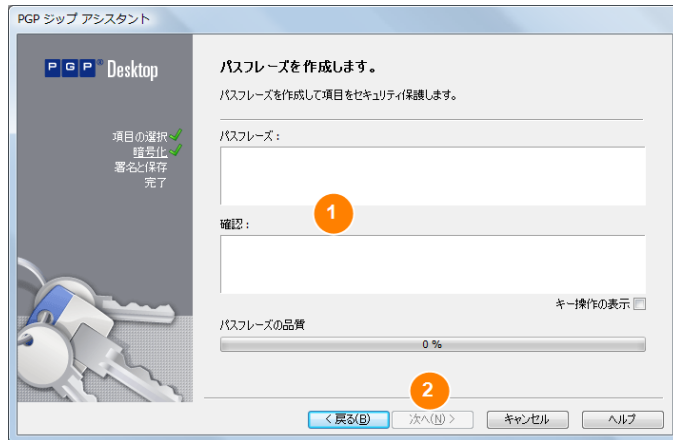 PGP ジップ アシスタント
PGP® Desktop
項目の選択
暗号化
署名と保存
完了
パスフレーズを作成します。
パスフレーズを作成して項目をセキュリティ保護します。
パスフレーズ：
1
確認：
キー操作の表示
パスフレーズの品質
0 %
2
< 戻る(B)
次へ(N) >
キャンセル
ヘルプ